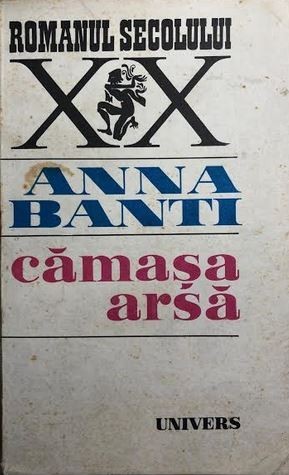 ROMANUL SECOLULUI
XX
ANNA
BANTI
cămașa
arsă
UNIVERS